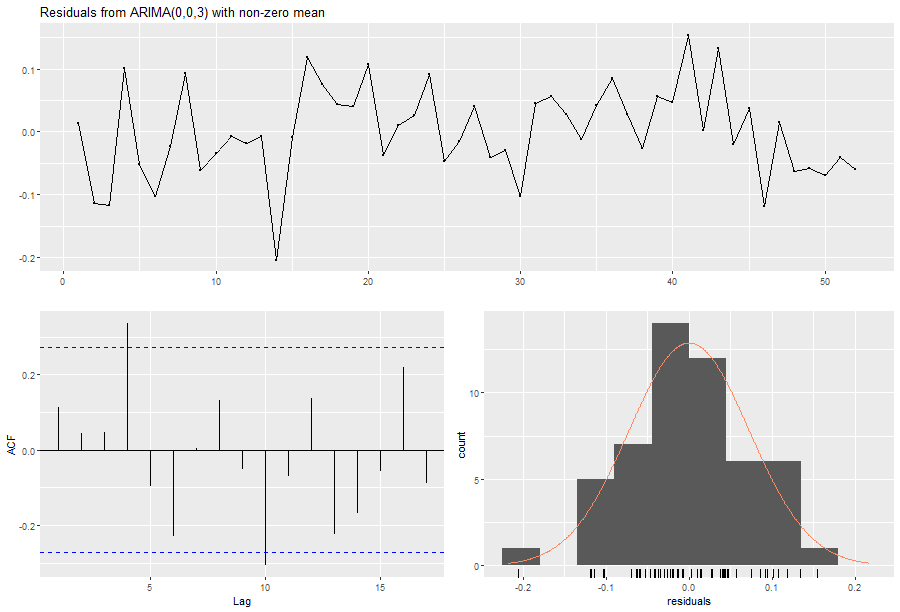 Residuals from ARIMA(0,0,3) with non-zero mean
0.1
0.0
-0.1
-0.2
0 10 20 30 40 50
ACF
0.2
0.0
-0.2
5 10 15
Lag
count
10
5
0
-0.2 -0.1 0.0 0.1 0.2
residuals